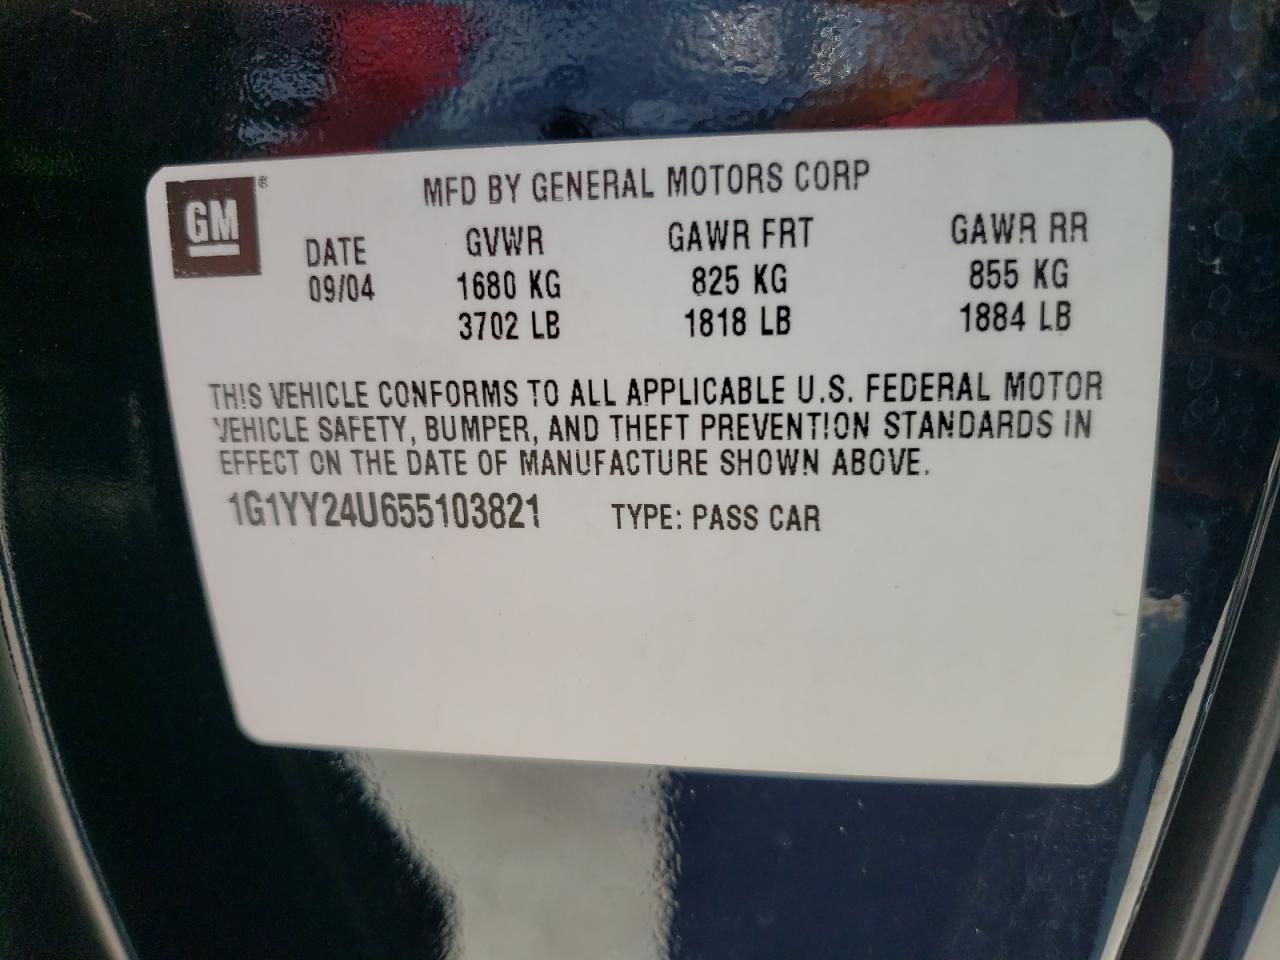 GM ®
MFD BY GENERAL MOTORS CORP
DATE GVWR GAWR FRT GAWR RR
09/04 1680 KG 825 KG 855 KG
3702 LB 1818 LB 1884 LB
THIS VEHICLE CONFORMS TO ALL APPLICABLE U.S. FEDERAL MOTOR
VEHICLE SAFETY, BUMPER, AND THEFT PREVENTION STANDARDS IN
EFFECT ON THE DATE OF MANUFACTURE SHOWN ABOVE.
1G1YY24U655103821 TYPE: PASS CAR